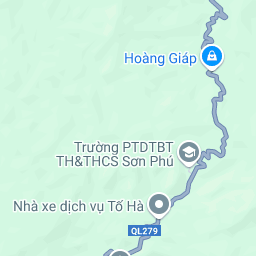 Hoàng Giáp
Trường PTDTBT
TH&THCS Sơn Phú
Nhà xe dịch vụ Tố Hà
QL279